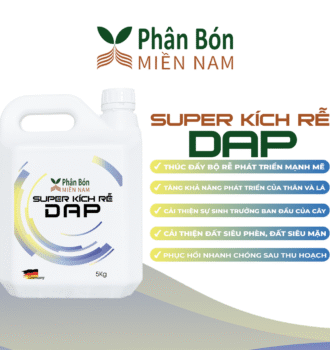 Phân Bón
MIỀN NAM
SUPER KÍCH RỄ
DAP
THÚC ĐẨY BỘ RỄ PHÁT TRIỂN MẠNH MẼ
TĂNG KHẢ NĂNG PHÁT TRIỂN CỦA THÂN VÀ LÁ
CẢI THIỆN SỰ SINH TRƯỞNG BAN ĐẦU CỦA CÂY
CẢI THIỆN ĐẤT SIÊU PHÈN, ĐẤT SIÊU MẶN
PHỤC HỒI NHANH CHÓNG SAU THU HOẠCH
Phân Bón
MIỀN NAM
SUPER KÍCH RỄ
DAP
Germany
5Kg